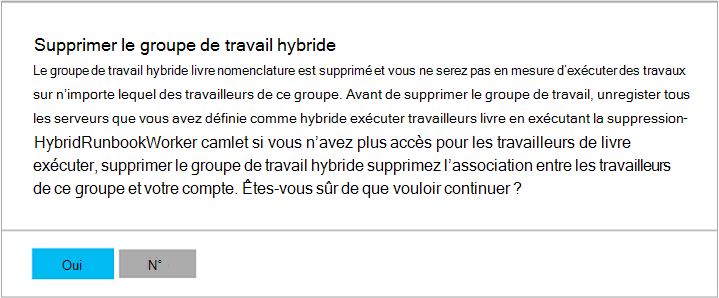 Supprimer le groupe de travail hybride
Le groupe de travail hybride livre nomenclature est supprimé et vous ne serez pas en mesure d'exécuter des travaux
sur n'importe lequel des travailleurs de ce groupe. Avant de supprimer le groupe de travail, unregister tous
les serveurs que vous avez définie comme hybride exécuter travailleurs livre en exécutant la suppression-
HybridRunbookWorker camlet si vous n'avez plus accès pour les travailleurs de livre
exécuter, supprimer le groupe de travail hybride supprimez l'association entre les travailleurs
de ce groupe et votre compte. Êtes-vous sûr de que vouloir continuer ?
Oui N°